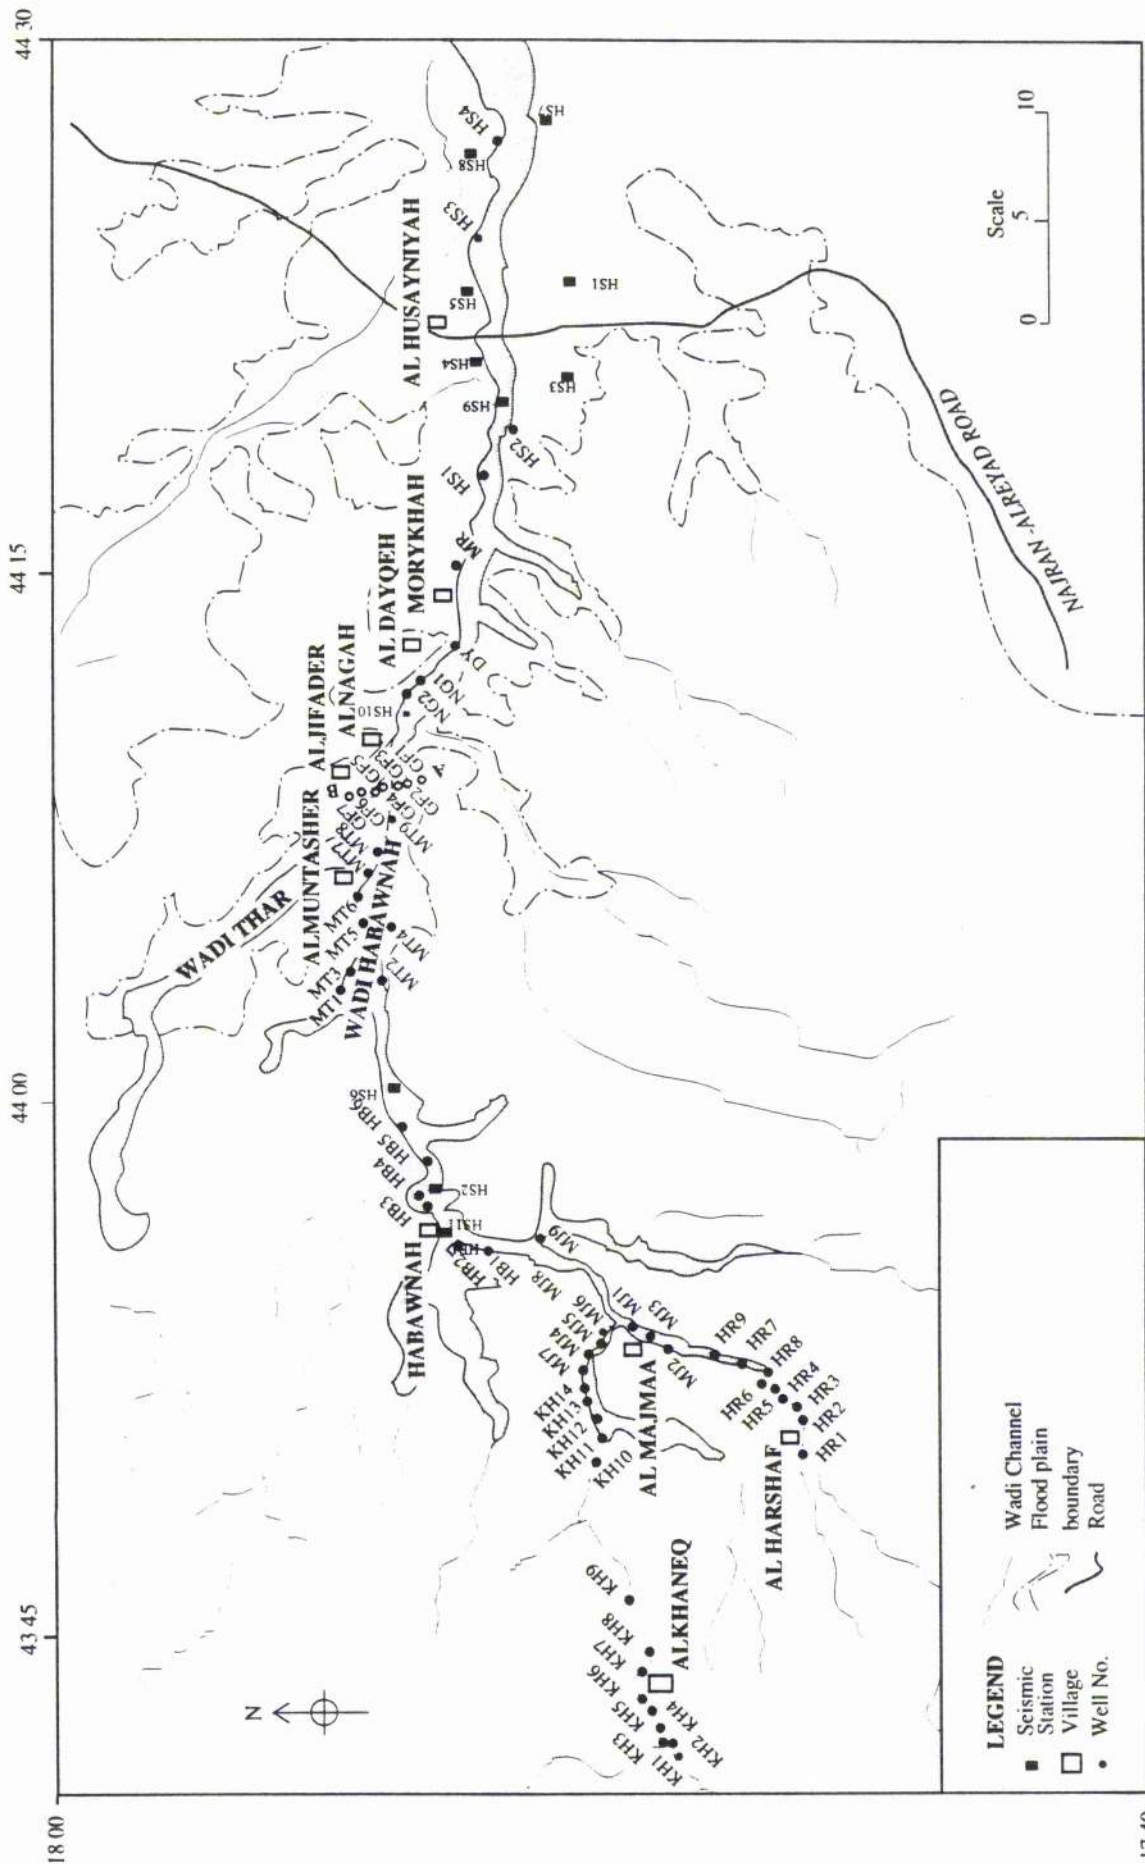 18 00
43 45
44 00
44 15
44 30
17 40
N
WADI THAR
ALMUNTASHER
ALJIFADER
ALNAGAH
AL DAYQEH
MORYKHAH
AL HUSAYNIYAH
WADI HABAWNAH
HABAWNAH
AL MAJMAA
AL HARSHAF
ALKHANEQ
NAJRAN-ALREYAD ROAD
KH1
KH2
KH3
KH4
KH5
KH6
KH7
KH8
KH9
KH10
KH11
KH12
KH13
KH14
MJ7
MJ4
MJ5
MJ6
MJ1
MJ3
MJ2
MJ8
MJ9
HR1
HR2
HR3
HR4
HR5
HR6
HR8
HR7
HR9
HB1
HB2
HS11
HS2
HB3
HB4
HB5
HB6
HS6
MT1
MT3
MT2
MT5
MT4
MT6
MT7
MT8
MT9
GF7
GF6
GF5
GF4
GF3
GF2
GF1
B
A
HS10
NG2
NG1
DY
MR
HS1
HS2
HS9
HS4
HS3
HS5
HS1
HS3
HS8
HS4
HS7
Scale
0 5 10
LEGEND
Seismic
Station
Village
Well No.
Wadi Channel
Flood plain
boundary
Road